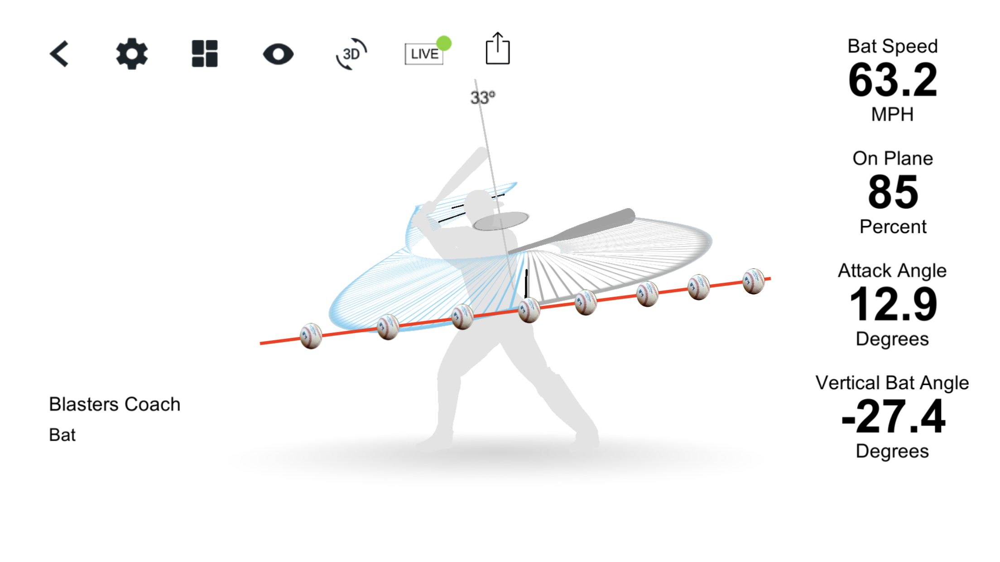 3D
LIVE
33º
Bat Speed
63.2
MPH
On Plane
85
Percent
Attack Angle
12.9
Degrees
Vertical Bat Angle
-27.4
Degrees
Blasters Coach
Bat